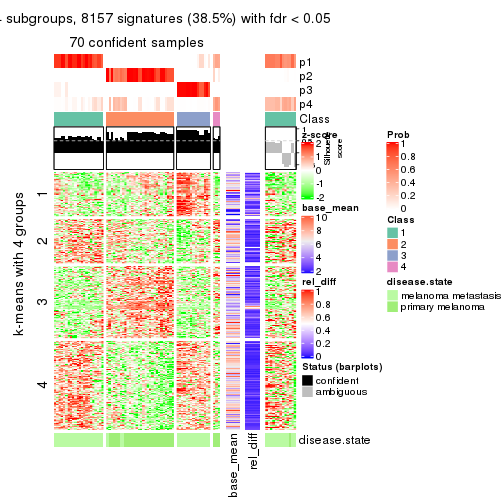 subgroups, 8157 signatures (38.5%) with fdr < 0.05
70 confident samples
p1
p2
p3
p4
Class
Silhouette
score
1
2
3
4
k-means with 4 groups
disease.state
base_mean
rel_diff
z-score
2
1
0
-2
base_mean
10
8
6
4
2
rel_diff
1
0.8
0.6
0.4
0.2
0
Status (barplots)
confident
ambiguous
Prob
1
0.8
0.6
0.4
0.2
0
Class
1
2
3
4
disease.state
melanoma metastasis
primary melanoma